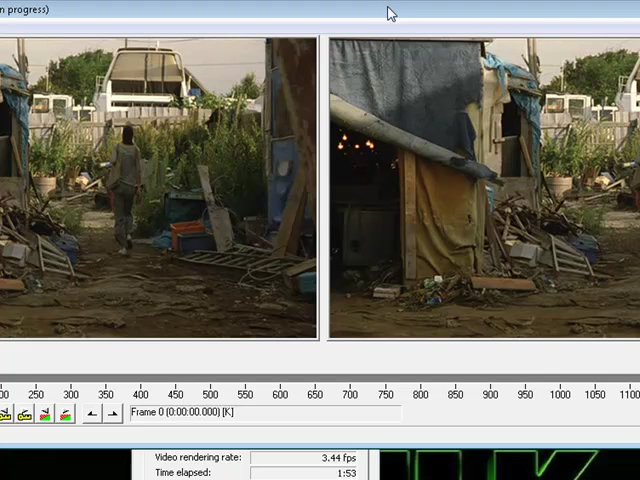 n progress)
00 250 300 350 400 450 500 550 600 650 700 750 800 850 900 950 1000 1050 1100
Frame 0 (0:00:00.000) [K]
Video rendering rate: 3.44 fps
Time elapsed: 1:53